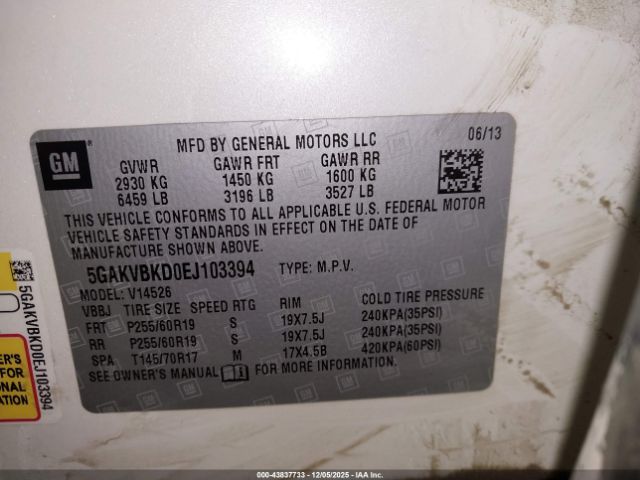 GM
MFD BY GENERAL MOTORS LLC
06/13
GVWR GAWR FRT GAWR RR
2930 KG 1450 KG 1600 KG
6459 LB 3196 LB 3527 LB
THIS VEHICLE CONFORMS TO ALL APPLICABLE U.S. FEDERAL MOTOR
VEHICLE SAFETY STANDARDS IN EFFECT ON THE DATE OF
MANUFACTURE SHOWN ABOVE.
5GAKVBKD0EJ103394 TYPE: M.P.V.
MODEL: V14526
VBBJ TIRE SIZE SPEED RTG RIM COLD TIRE PRESSURE
FRT P255/60R19 S 19X7.5J 240KPA(35PSI)
RR P255/60R19 S 19X7.5J 240KPA(35PSI)
SPA T145/70R17 M 17X4.5B 420KPA(60PSI)
SEE OWNER'S MANUAL
5GAKVBKD0EJ103394
000-43837733 - 12/05/2025 - IAA Inc.